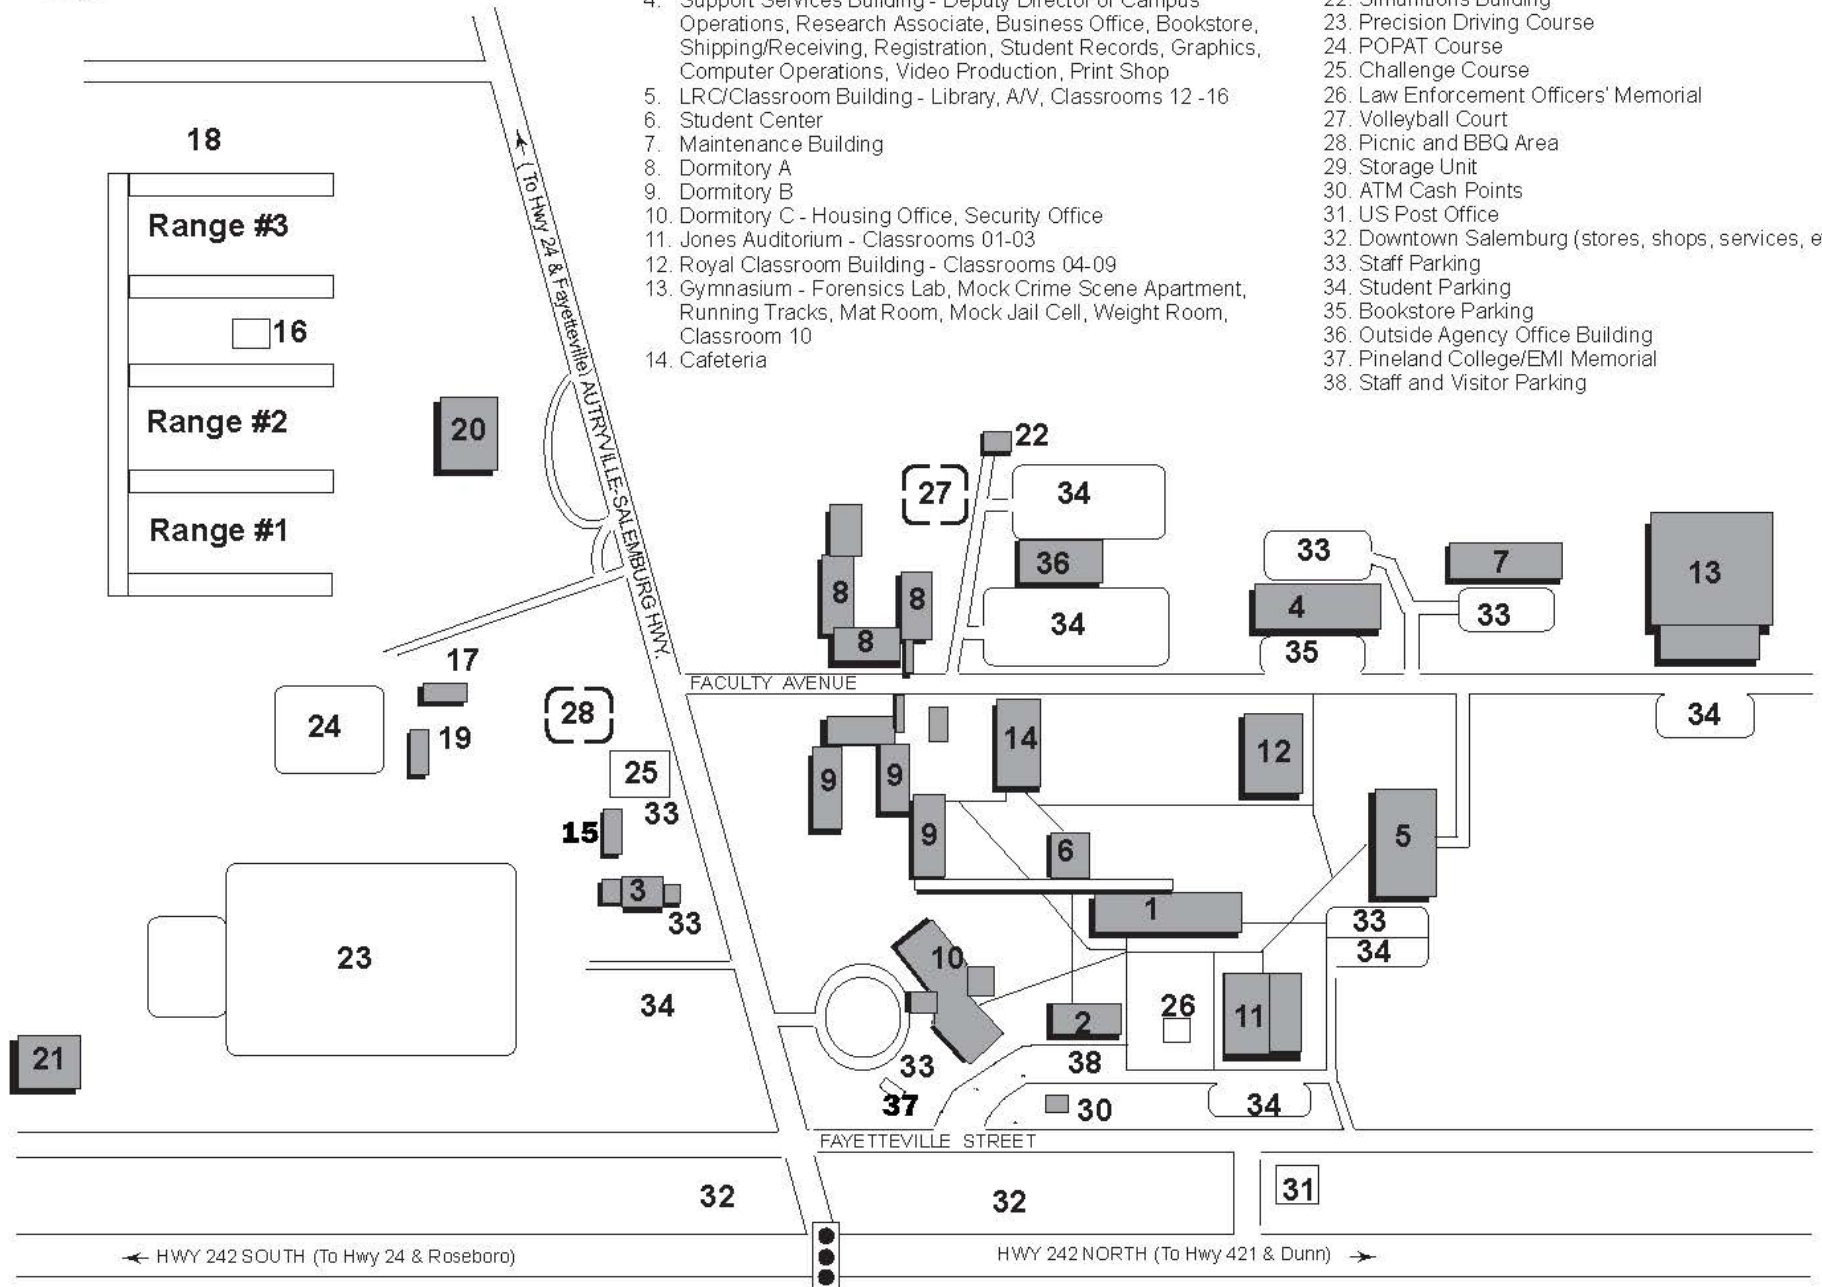 4. Support Services Building - Deputy Director of Campus
Operations, Research Associate, Business Office, Bookstore,
Shipping/Receiving, Registration, Student Records, Graphics,
Computer Operations, Video Production, Print Shop
5. LRC/Classroom Building - Library, A/V, Classrooms 12 -16
6. Student Center
7. Maintenance Building
8. Dormitory A
9. Dormitory B
10. Dormitory C - Housing Office, Security Office
11. Jones Auditorium - Classrooms 01-03
12. Royal Classroom Building - Classrooms 04-09
13. Gymnasium - Forensics Lab, Mock Crime Scene Apartment,
Running Tracks, Mat Room, Mock Jail Cell, Weight Room,
Classroom 10
14. Cafeteria
22. Simunitions Building
23. Precision Driving Course
24. POPAT Course
25. Challenge Course
26. Law Enforcement Officers' Memorial
27. Volleyball Court
28. Picnic and BBQ Area
29. Storage Unit
30. ATM Cash Points
31. US Post Office
32. Downtown Salemburg (stores, shops, services,
33. Staff Parking
34. Student Parking
35. Bookstore Parking
36. Outside Agency Office Building
37. Pineland College/EMI Memorial
38. Staff and Visitor Parking
18
Range #3
16
Range #2
20
Range #1
(To Hwy 24 & Fayetteville) AUTRYVILLE-SALEMBURG HWY.
22
27
34
36
33
7
13
8
8
4
34
33
8
35
17
FACULTY AVENUE
24
28
34
19
14
12
25
9
9
33
15
9
6
5
3
1
33
33
23
10
34
34
26
11
2
21
33
38
37
30
34
FAYETTEVILLE STREET
32
32
31
HWY 242 SOUTH (To Hwy 24 & Roseboro)
HWY 242 NORTH (To Hwy 421 & Dunn)